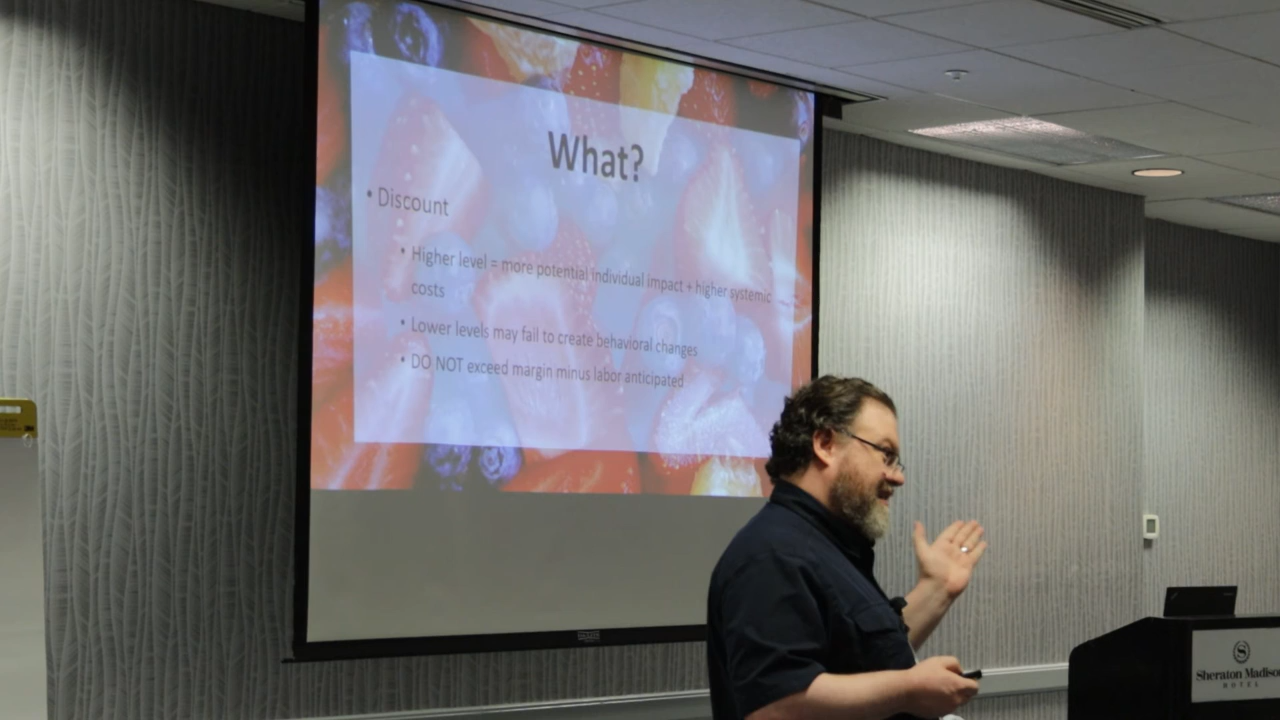 What?
• Discount
• Higher level = more potential individual impact + higher systemic
costs
• Lower levels may fail to create behavioral changes
• DO NOT exceed margin minus labor anticipated
S
Sheraton Madison
HOTEL